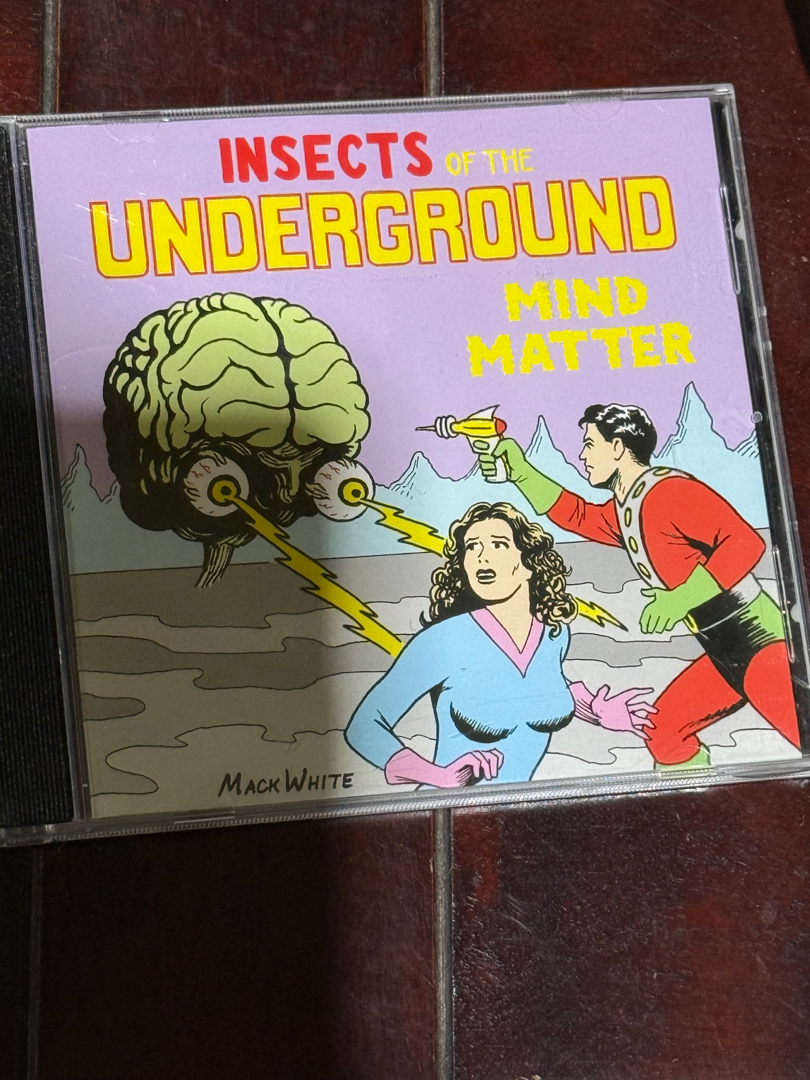 INSECTS OF THE
UNDERGROUND
MIND
MATTER
MACK WHITE